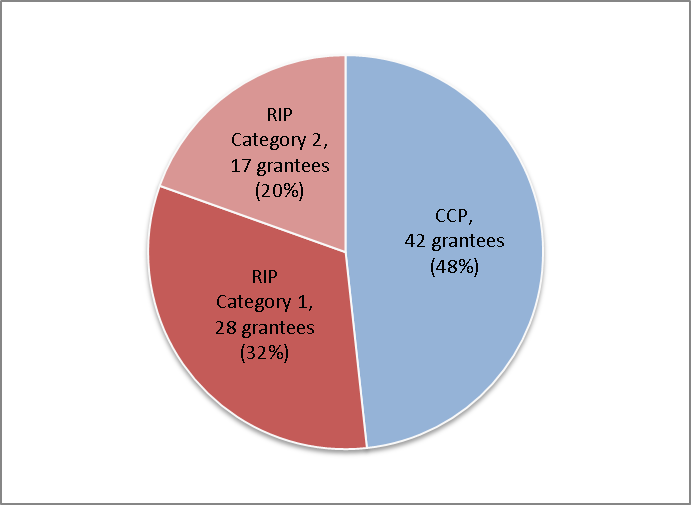 RIP
Category 2,
17 grantees
(20%)
CCP,
42 grantees
(48%)
RIP
Category 1,
28 grantees
(32%)